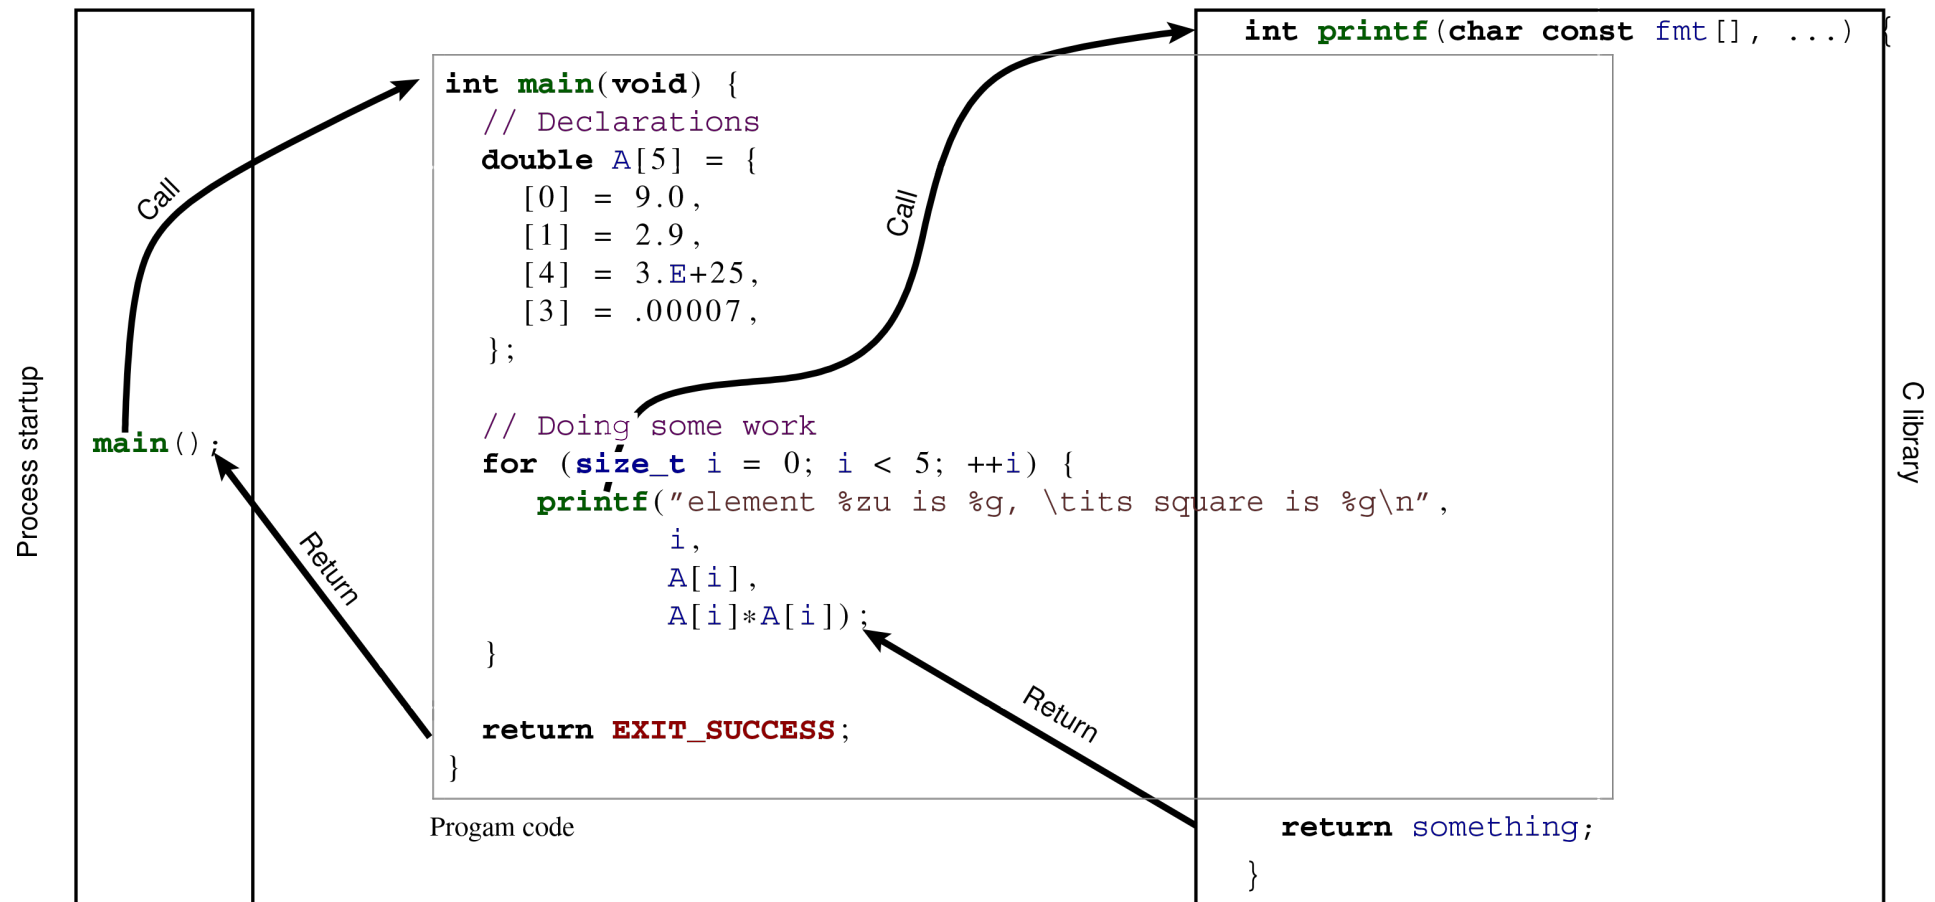 Process startup
main();
Call
Return
int main(void) {
// Declarations
double A[5] = {
[0] = 9.0,
[1] = 2.9,
[4] = 3.E+25,
[3] = .00007,
};
// Doing some work
for (size_t i = 0; i < 5; ++i) {
printf("element %zu is %g, \tits square is %g\n",
i,
A[i],
A[i]*A[i]);
}
return EXIT_SUCCESS;
}
Progam code
Call
Return
int printf(char const fmt[], ...) {
return something;
}
C library